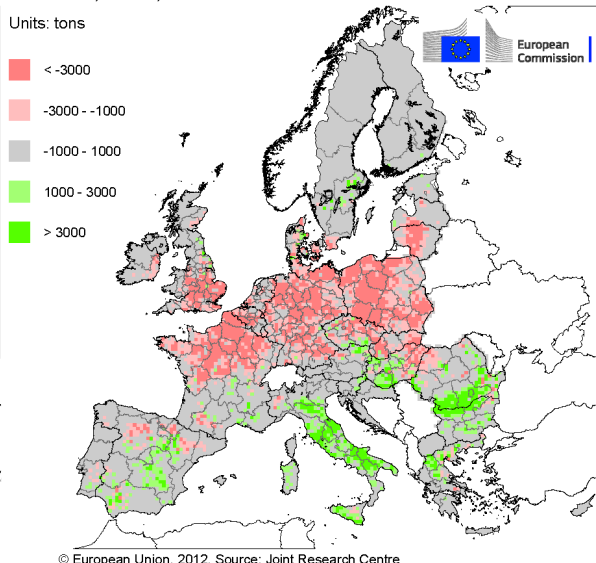 Units: tons
< -3000
-3000 - -1000
-1000 - 1000
1000 - 3000
> 3000
European
Commission
© European Union, 2012. Source: Joint Research Centre